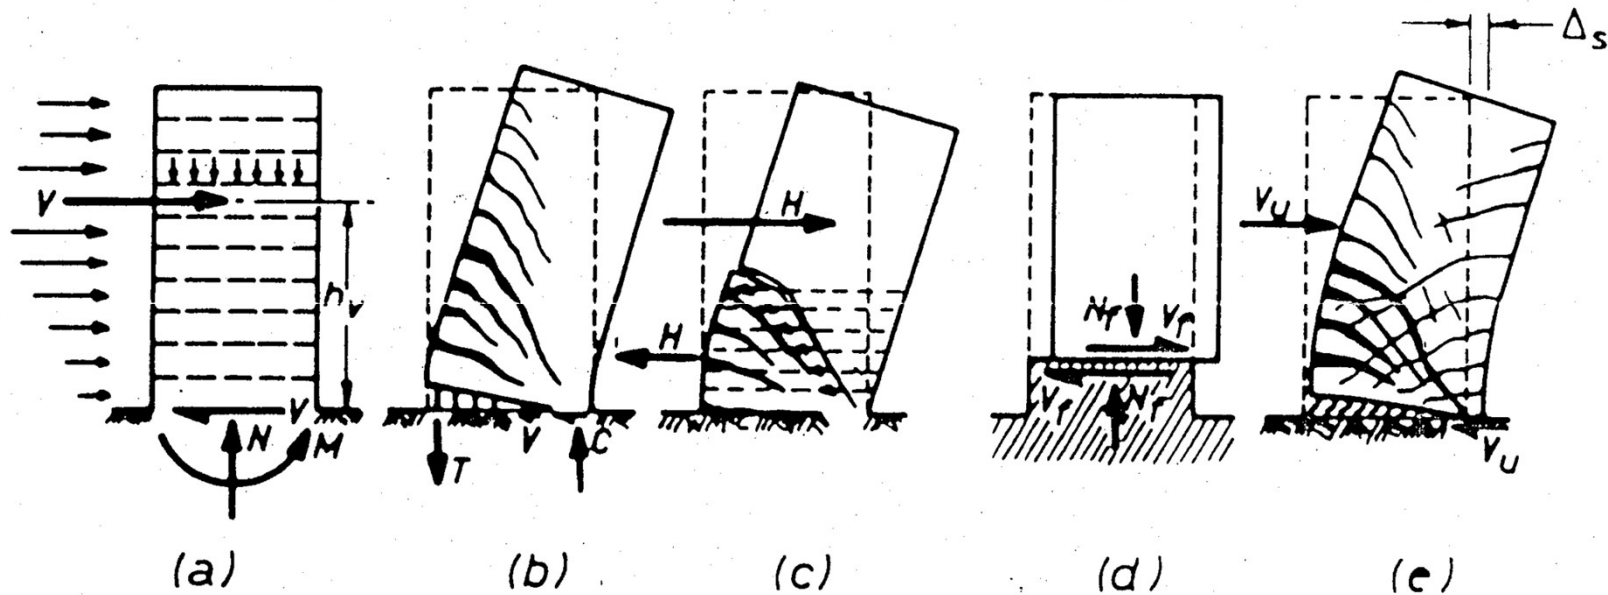 Δs
V
hv
V
N
M
T
V
C
H
H
Nf
Vf
Vf
Nf
Vu
Vu
(a)
(b)
(c)
(d)
(e)